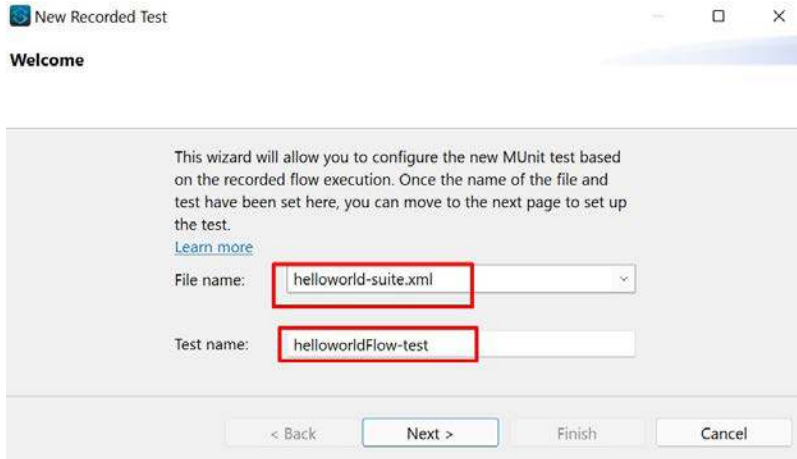 New Recorded Test
Welcome
This wizard will allow you to configure the new MUnit test based
on the recorded flow execution. Once the name of the file and
test have been set here, you can move to the next page to set up
the test.
Learn more
File name: helloworld-suite.xml
Test name: helloworldFlow-test
< Back Next > Finish Cancel